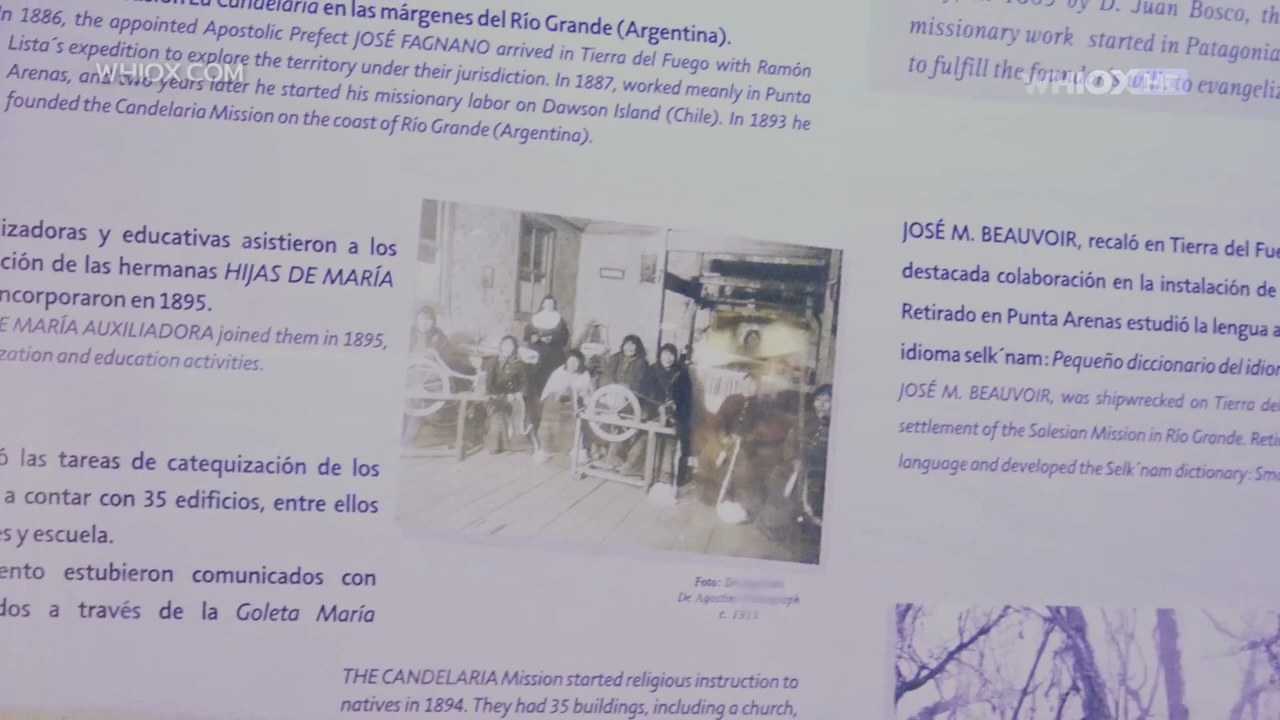 Candelaria en las márgenes del Río Grande (Argentina).
In 1886, the appointed Apostolic Prefect JOSÉ FAGNANO arrived in Tierra del Fuego with Ramón
Lista´s expedition to explore the territory under their jurisdiction. In 1887, worked meanly in Punta
Arenas, and two years later he started his missionary labor on Dawson Island (Chile). In 1893 he
founded the Candelaria Mission on the coast of Río Grande (Argentina).
WHIOX.COM
by D. Juan Bosco, th
missionary work started in Patagonia
to fulfill the to evangeliz
WHIOX
izadoras y educativas asistieron a los
ción de las hermanas HIJAS DE MARÍA
ncorporaron en 1895.
E MARÍA AUXILIADORA joined them in 1895,
zation and education activities.
ó las tareas de catequización de los
a contar con 35 edificios, entre ellos
s y escuela.
ento estubieron comunicados con
dos a través de la Goleta María
Foto:
De
c. 1913
THE CANDELARIA Mission started religious instruction to
natives in 1894. They had 35 buildings, including a church,
JOSÉ M. BEAUVOIR, recaló en Tierra del Fue
destacada colaboración en la instalación de
Retirado en Punta Arenas estudió la lengua a
idioma selk´nam: Pequeño diccionario del idior
JOSÉ M. BEAUVOIR, was shipwrecked on Tierra del
settlement of the Salesian Mission in Río Grande. Reti
language and developed the Selk´nam dictionary: Sm